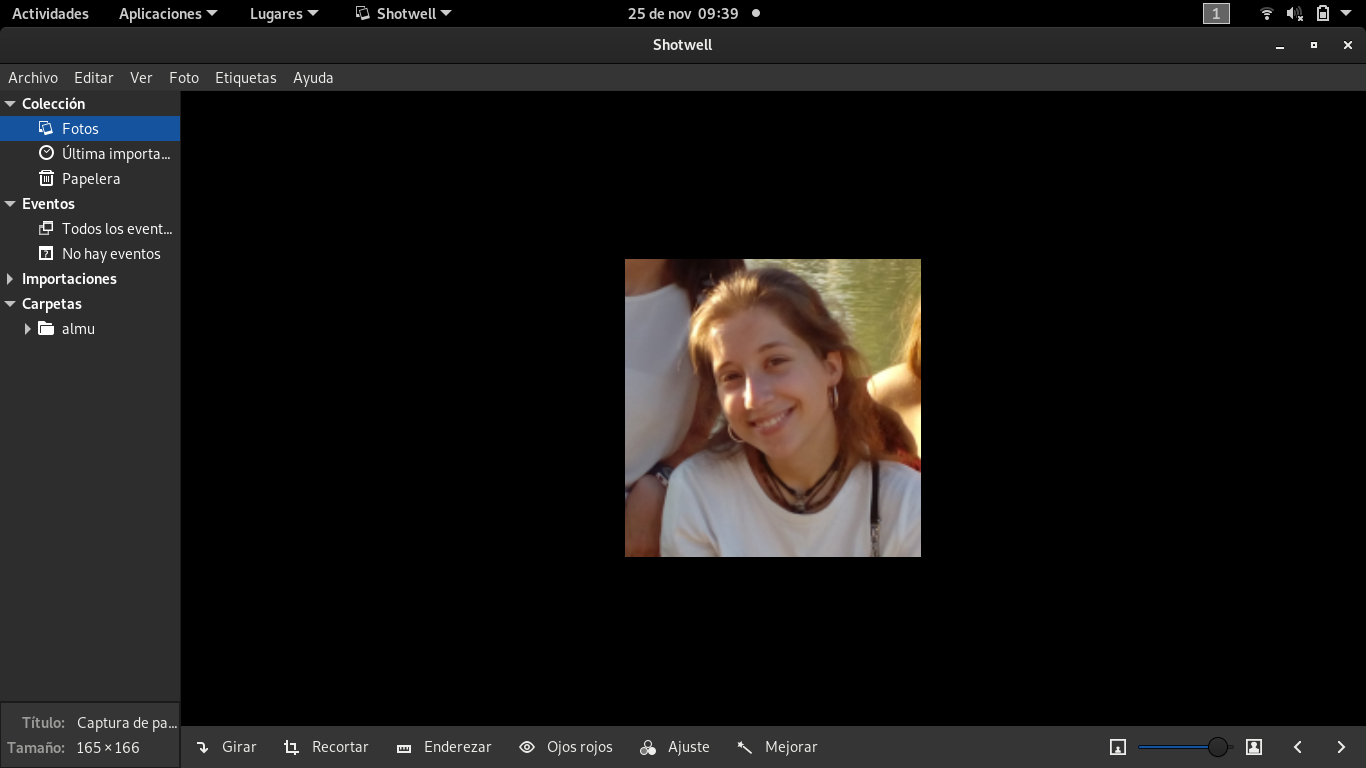 Actividades Aplicaciones Lugares Shotwell 25 de nov 09:39 1
Shotwell
Archivo Editar Ver Foto Etiquetas Ayuda
Colección
Fotos
Última importa...
Papelera
Eventos
Todos los event...
No hay eventos
Importaciones
Carpetas
almu
Título: Captura de pa...
Tamaño: 165 × 166
Girar Recortar Enderezar Ojos rojos Ajuste Mejorar